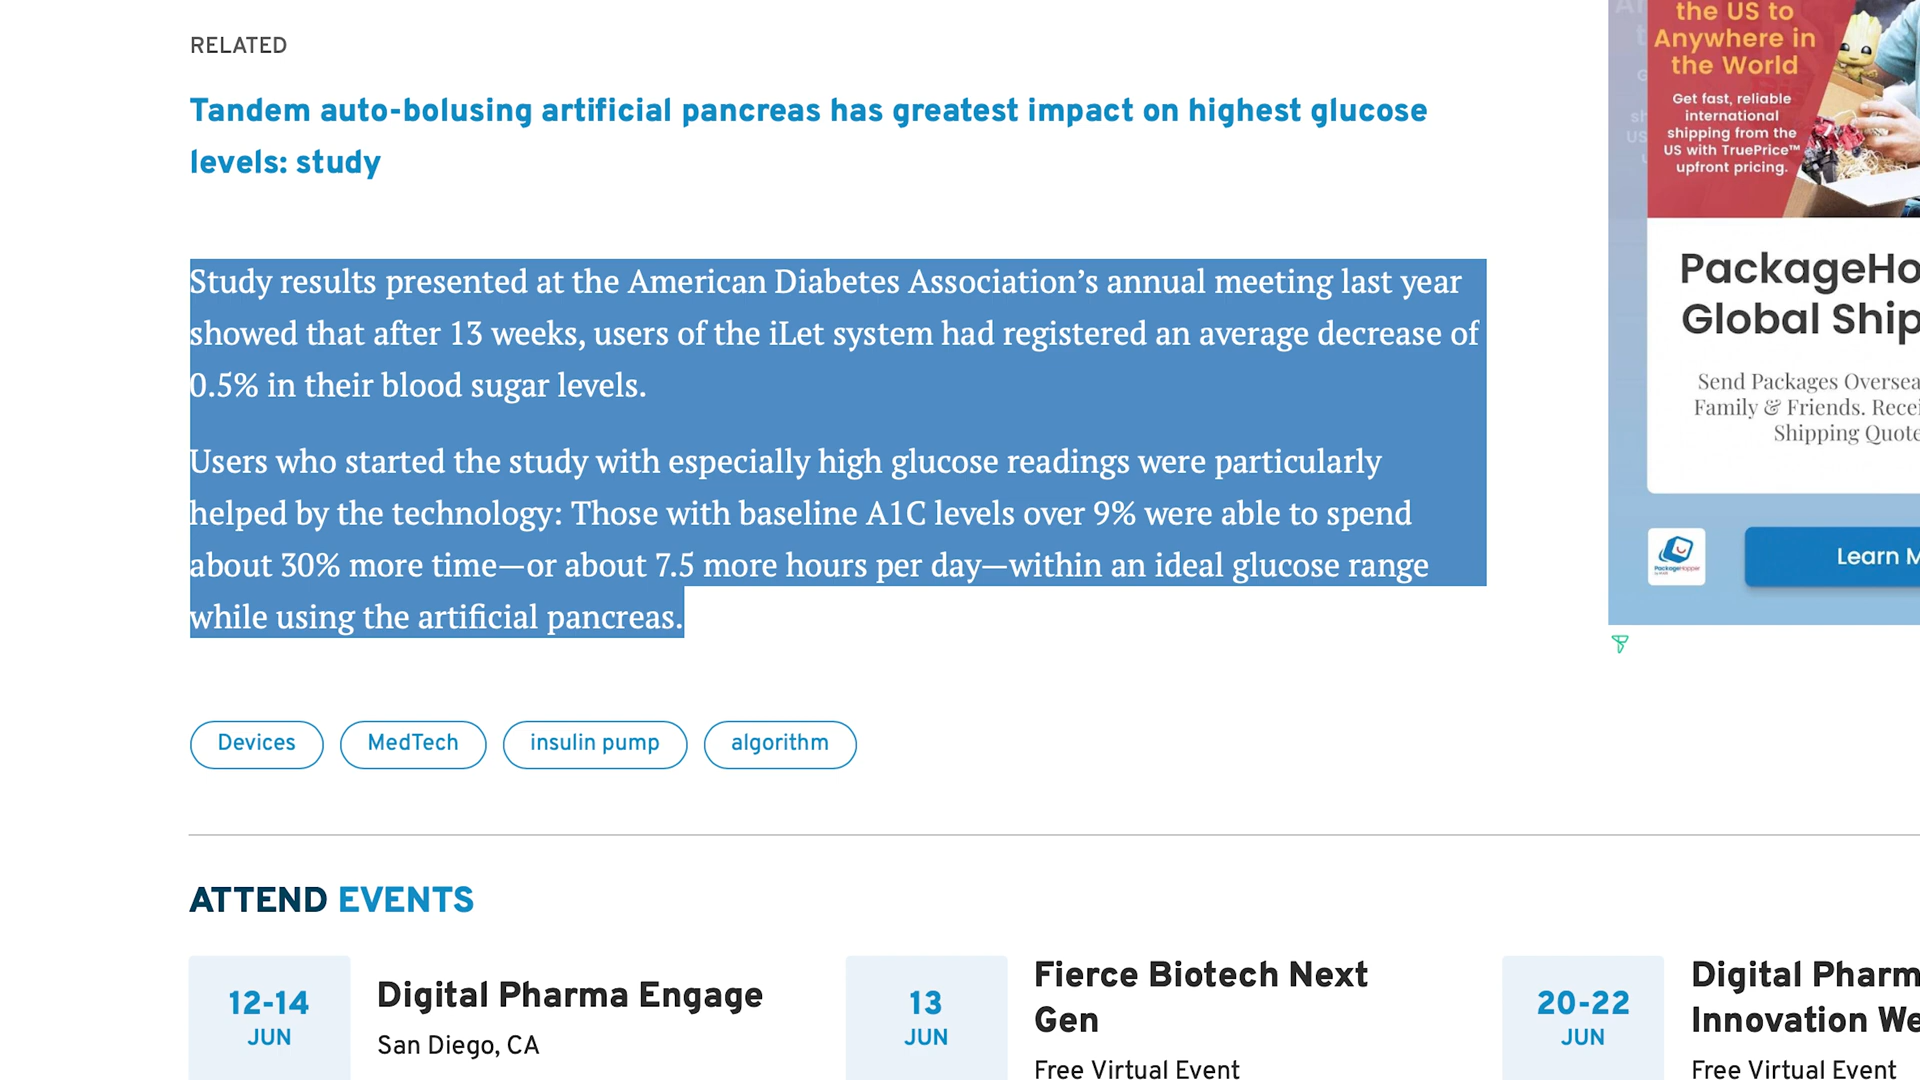 RELATED
Tandem auto-bolusing artificial pancreas has greatest impact on highest glucose
levels: study
Study results presented at the American Diabetes Association’s annual meeting last year
showed that after 13 weeks, users of the iLet system had registered an average decrease of
0.5% in their blood sugar levels.
Users who started the study with especially high glucose readings were particularly
helped by the technology: Those with baseline A1C levels over 9% were able to spend
about 30% more time—or about 7.5 more hours per day—within an ideal glucose range
while using the artificial pancreas.
Devices
MedTech
insulin pump
algorithm
the US to
Anywhere in
the World
Get fast, reliable
international
shipping from the
US with TruePrice™
upfront pricing.
PackageHo
Global Ship
Send Packages Oversea
Family & Friends. Recei
Shipping Quote
PackageHopper
Learn M
ATTEND EVENTS
12-14
JUN
Digital Pharma Engage
San Diego, CA
13
JUN
Fierce Biotech Next
Gen
Free Virtual Event
20-22
JUN
Digital Pharm
Innovation We
Free Virtual Event